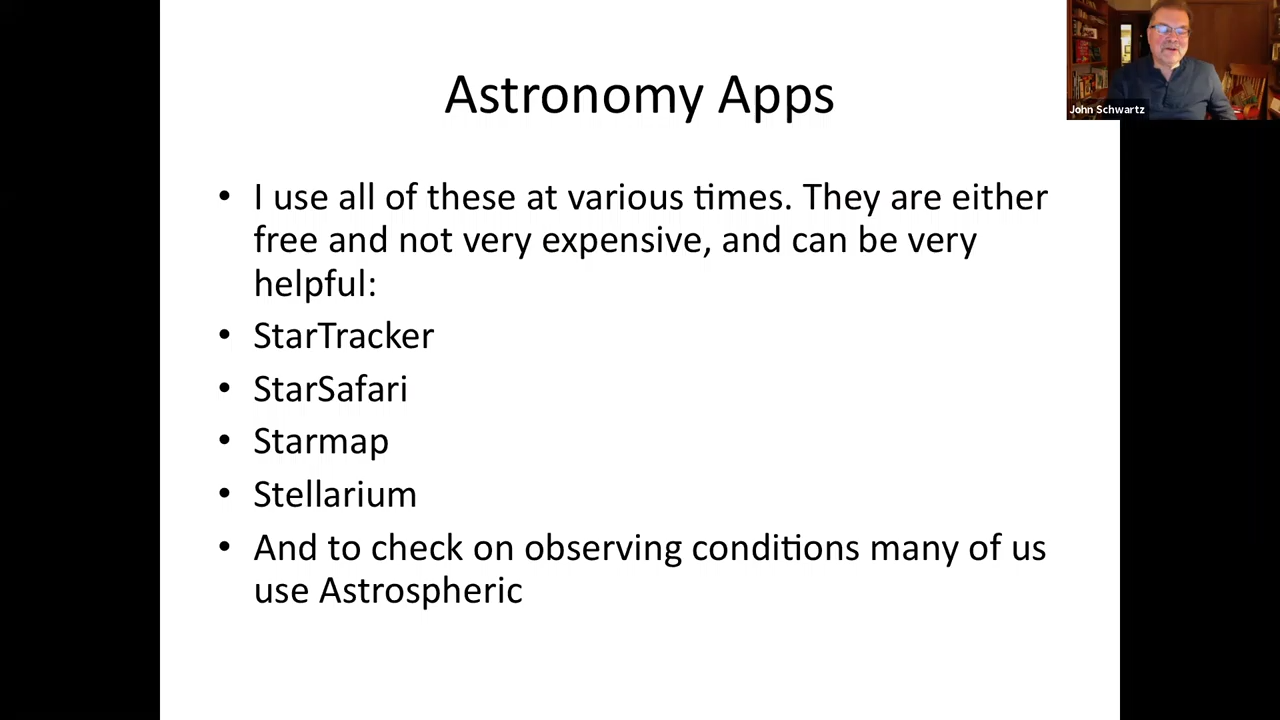 Astronomy Apps
John Schwartz
• I use all of these at various times. They are either
free and not very expensive, and can be very
helpful:
• StarTracker
• StarSafari
• Starmap
• Stellarium
• And to check on observing conditions many of us
use Astrospheric